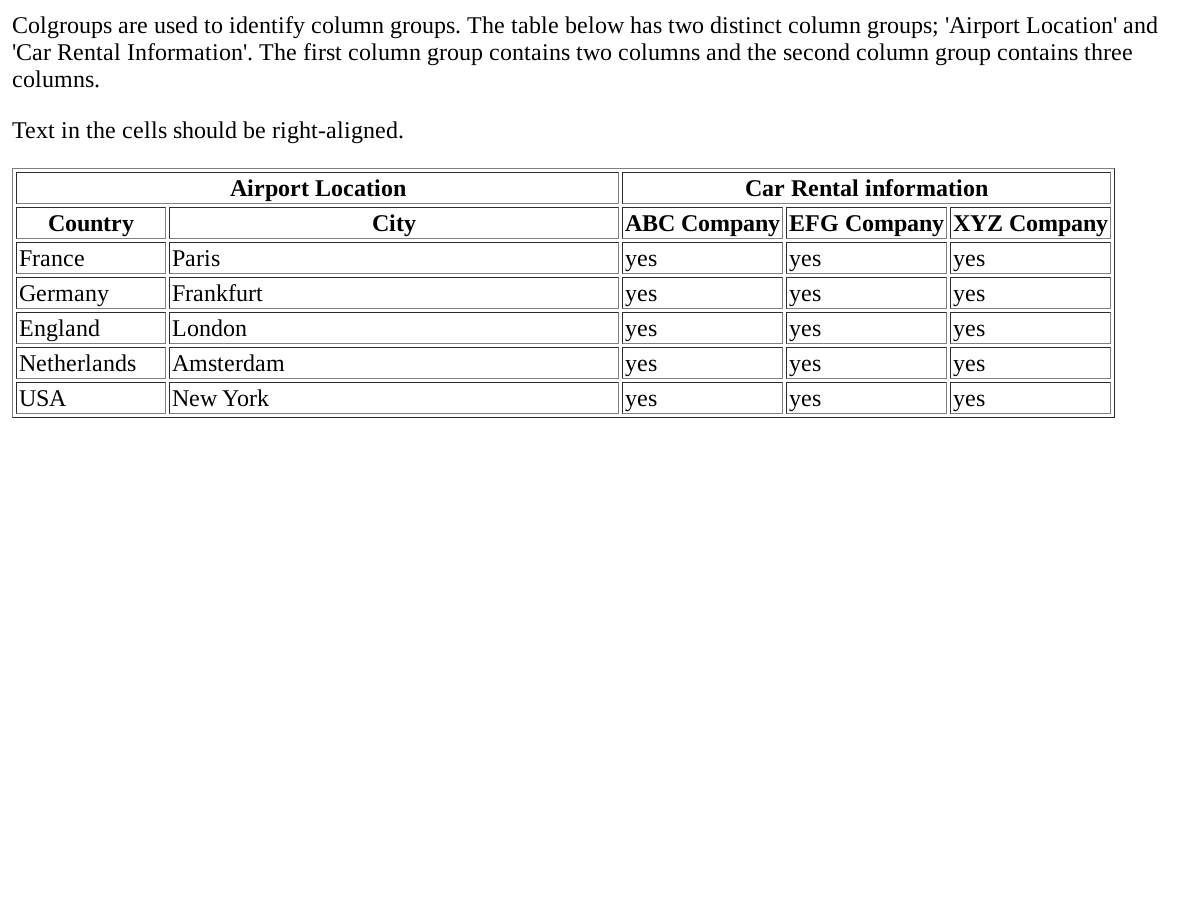 Colgroups are used to identify column groups. The table below has two distinct column groups; 'Airport Location' and
'Car Rental Information'. The first column group contains two columns and the second column group contains three
columns.
Text in the cells should be right-aligned.
Airport Location Car Rental information
Country City ABC Company EFG Company XYZ Company
France Paris yes yes yes
Germany Frankfurt yes yes yes
England London yes yes yes
Netherlands Amsterdam yes yes yes
USA New York yes yes yes